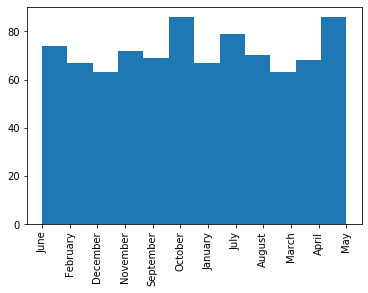 80
60
40
20
0
June
February
December
November
September
October
January
July
August
March
April
May